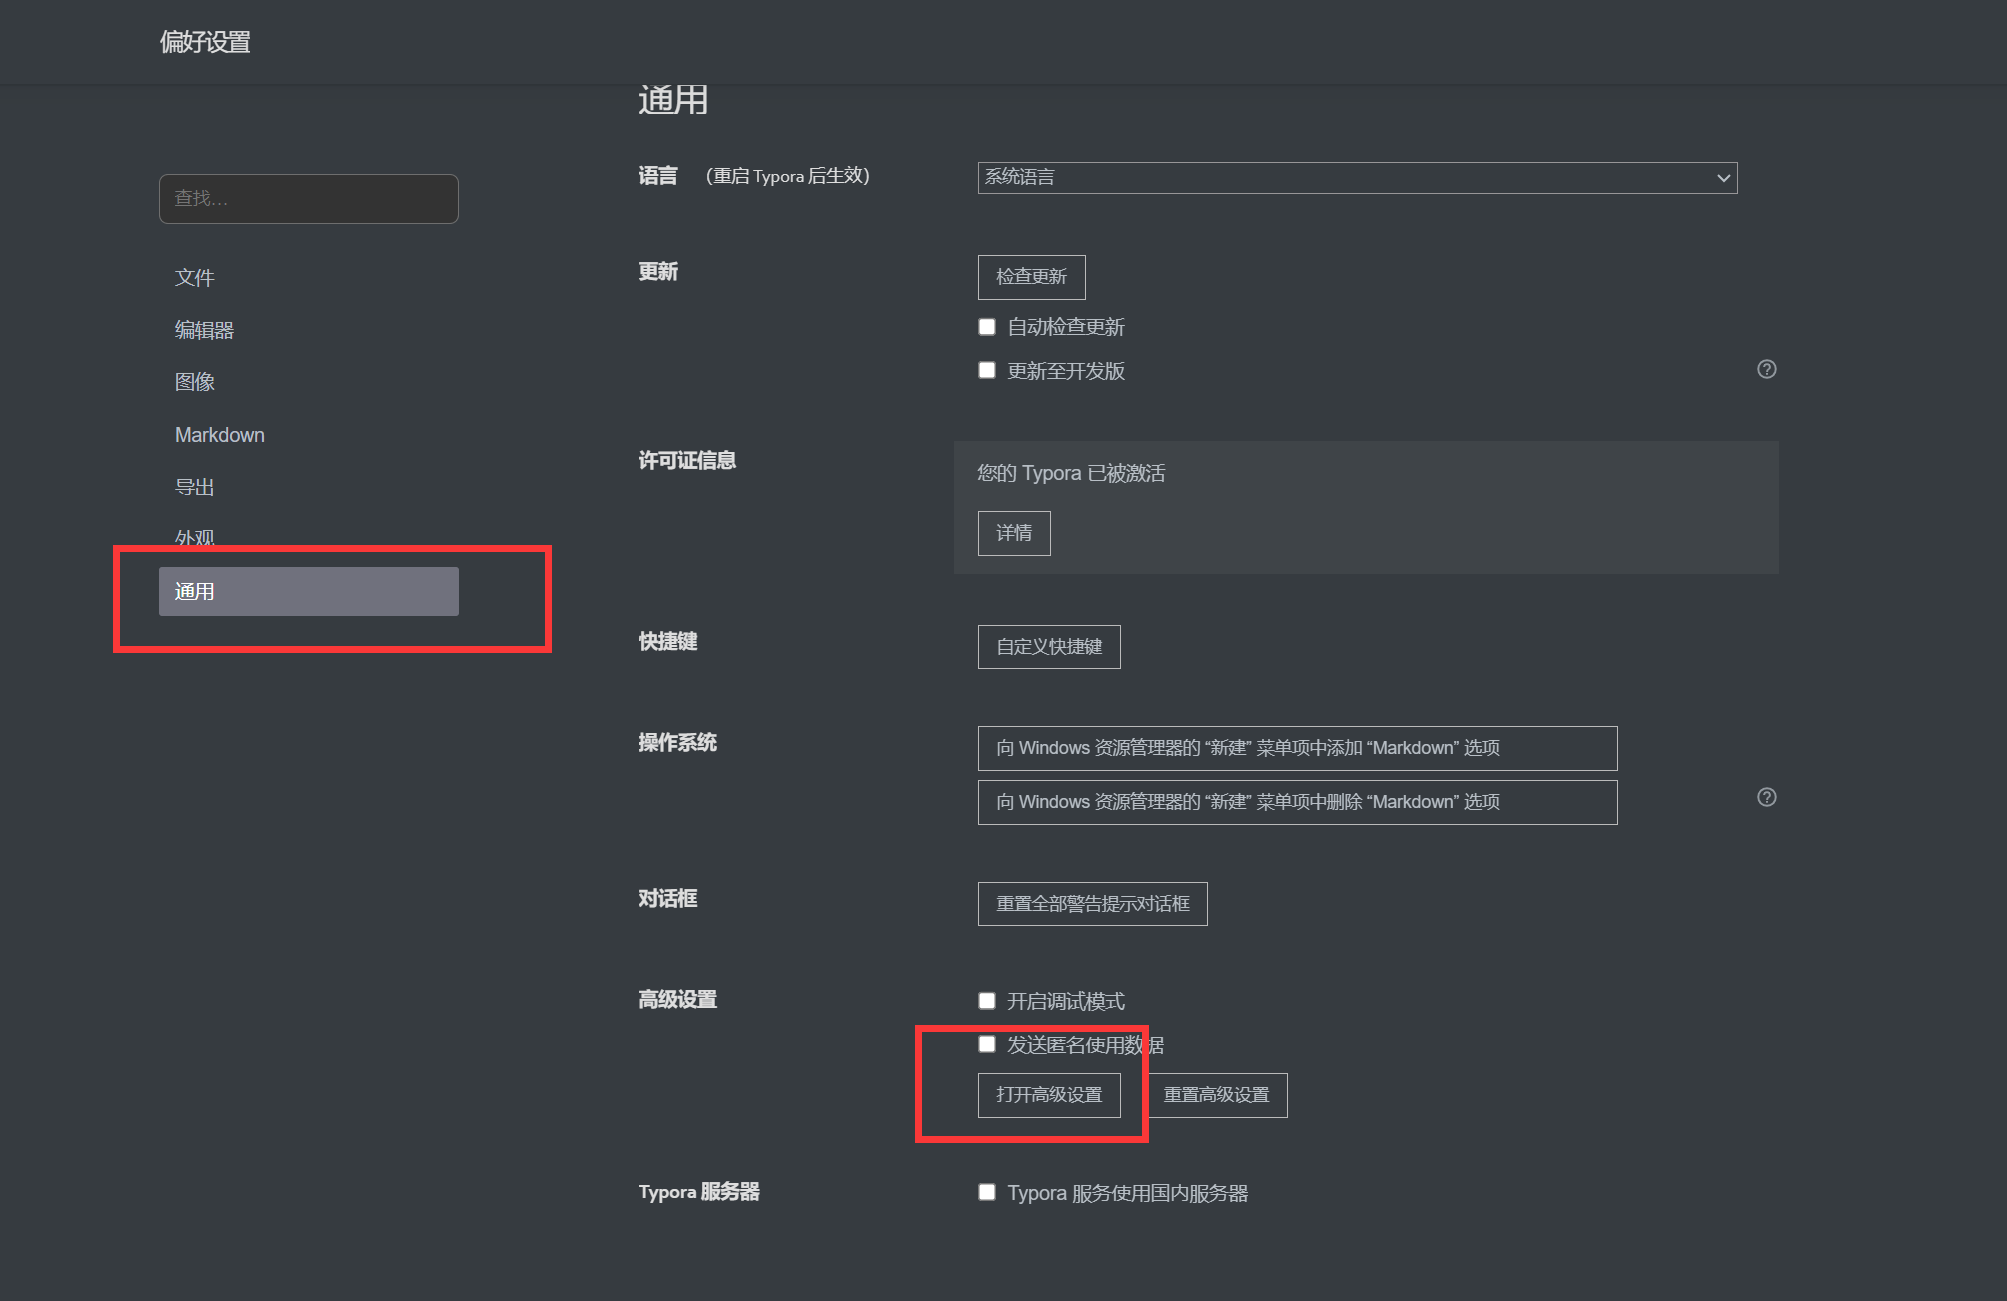 偏好设置
查找...
文件
编辑器
图像
Markdown
导出
外观
通用
通用
语言 （重启 Typora 后生效） 系统语言
更新 检查更新
自动检查更新
更新至开发版
许可证信息 您的 Typora 已被激活
详情
快捷键 自定义快捷键
操作系统 向 Windows 资源管理器的 “新建” 菜单项中添加 “Markdown” 选项
向 Windows 资源管理器的 “新建” 菜单项中删除 “Markdown” 选项
对话框 重置全部警告提示对话框
高级设置 开启调试模式
发送匿名使用数据
打开高级设置 重置高级设置
Typora 服务器 Typora 服务使用国内服务器